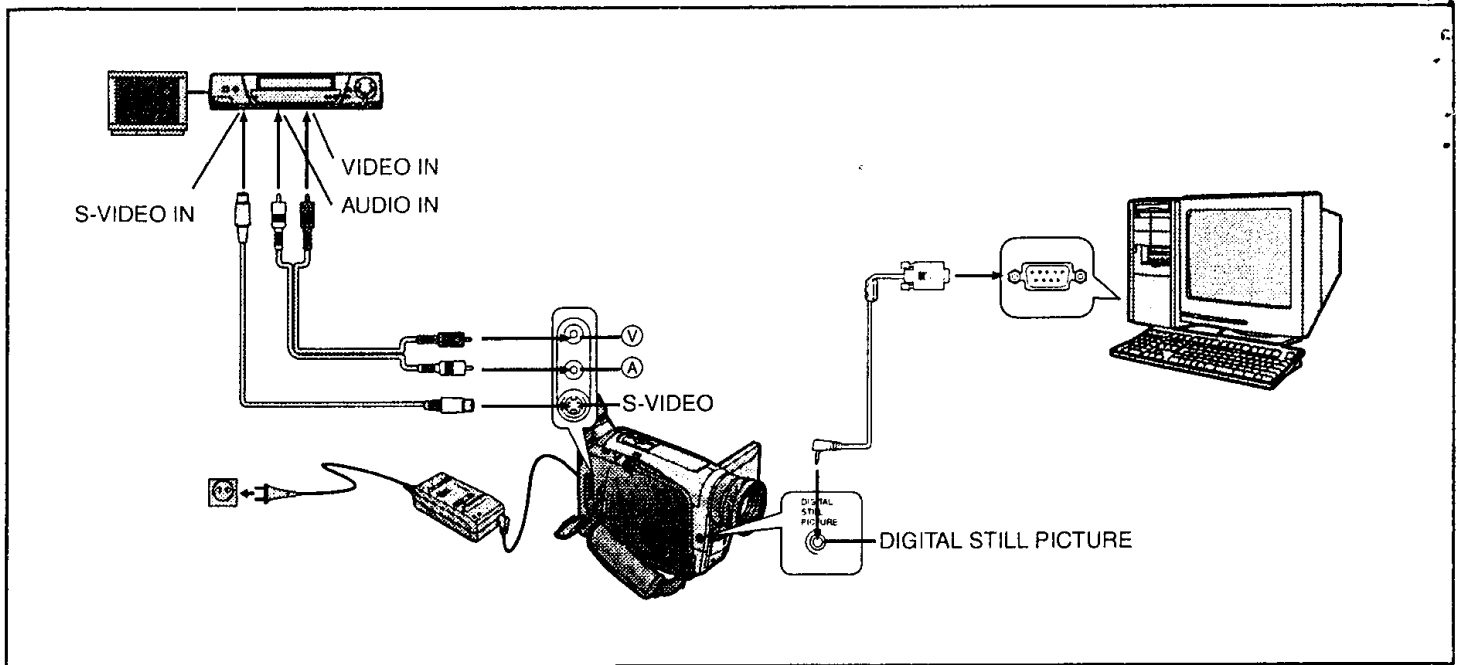 VIDEO IN
AUDIO IN
S-VIDEO IN
V
A
S-VIDEO
DIGITAL
STILL
PICTURE
DIGITAL STILL PICTURE